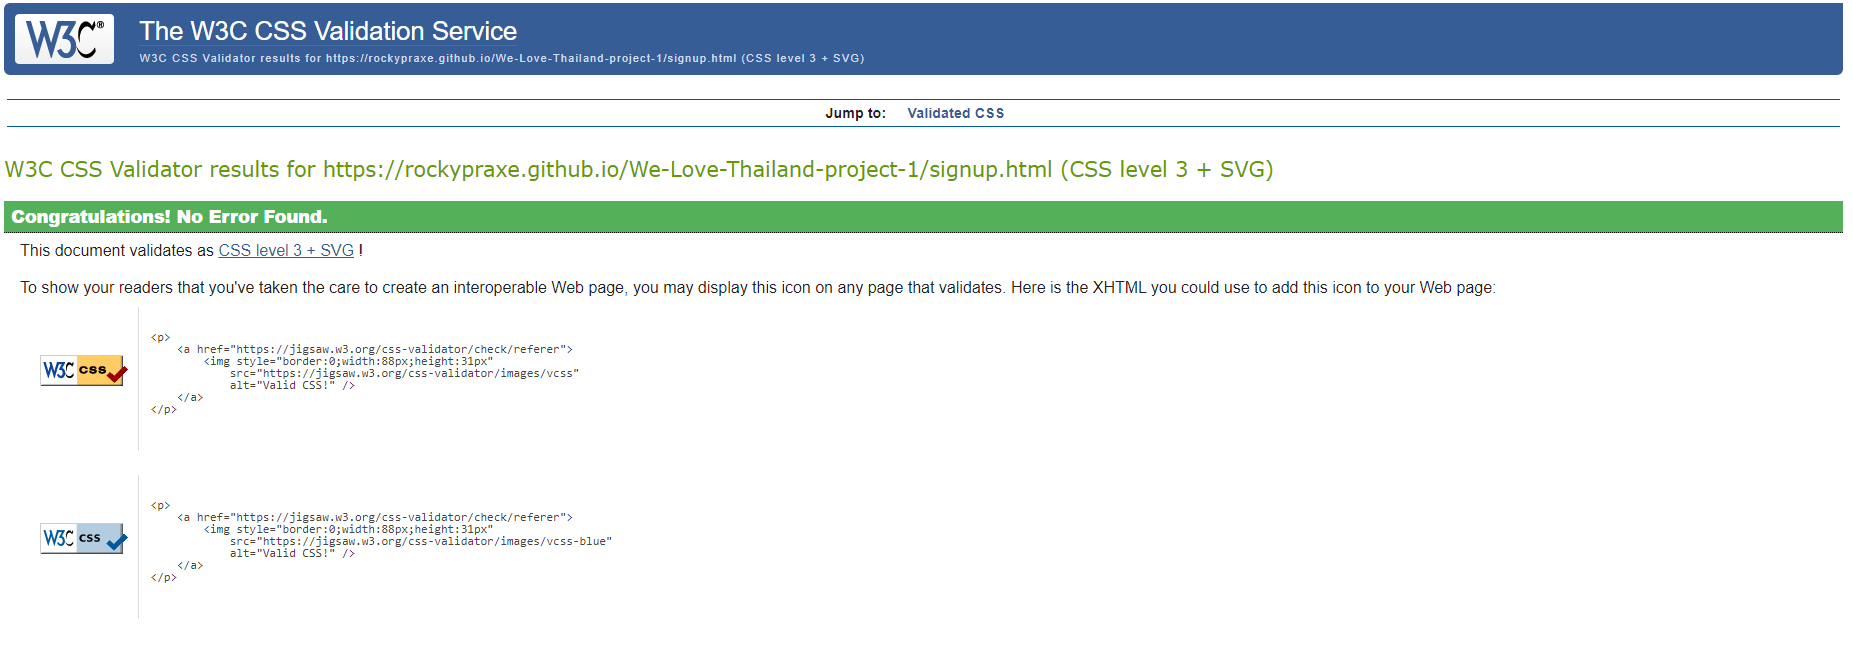 W3C®
The W3C CSS Validation Service
W3C CSS Validator results for https://rockypraxe.github.io/We-Love-Thailand-project-1/signup.html (CSS level 3 + SVG)
Jump to: Validated CSS
W3C CSS Validator results for https://rockypraxe.github.io/We-Love-Thailand-project-1/signup.html (CSS level 3 + SVG)
Congratulations! No Error Found.
This document validates as CSS level 3 + SVG !
To show your readers that you've taken the care to create an interoperable Web page, you may display this icon on any page that validates. Here is the XHTML you could use to add this icon to your Web page:
W3C CSS
<p>
<a href="https://jigsaw.w3.org/css-validator/check/referer">
<img style="border:0;width:88px;height:31px"
src="https://jigsaw.w3.org/css-validator/images/vcss"
alt="Valid CSS!" />
</a>
</p>
W3C CSS
<p>
<a href="https://jigsaw.w3.org/css-validator/check/referer">
<img style="border:0;width:88px;height:31px"
src="https://jigsaw.w3.org/css-validator/images/vcss-blue"
alt="Valid CSS!" />
</a>
</p>